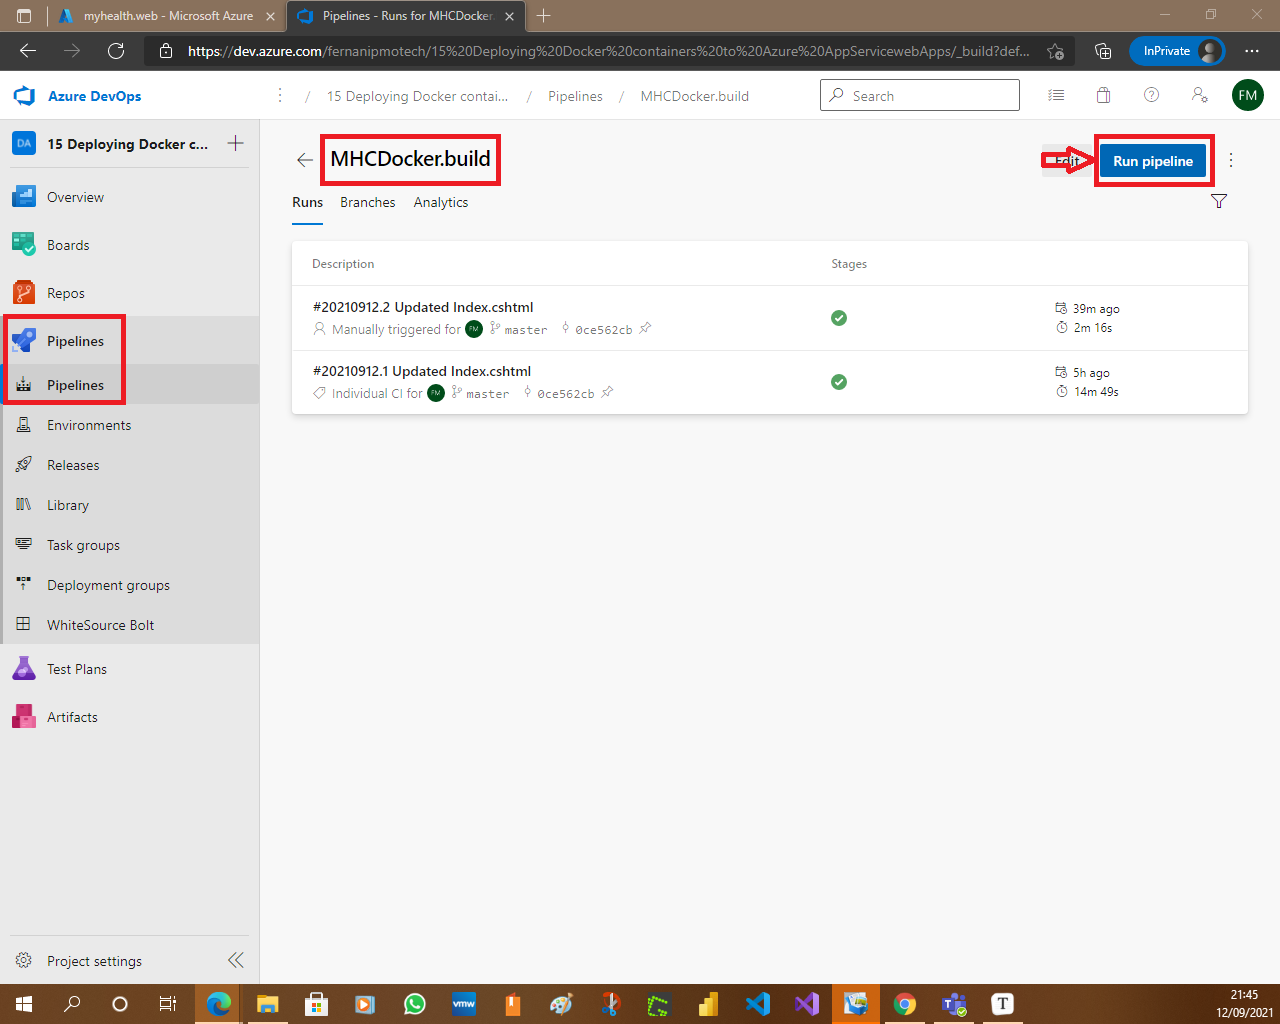 myhealth.web - Microsoft Azure
Pipelines - Runs for MHCDocker.
https://dev.azure.com/fernanipmotech/15%20Deploying%20Docker%20containers%20to%20Azure%20AppServicewebApps/_build?def...
InPrivate
Azure DevOps
/ 15 Deploying Docker contai... / Pipelines / MHCDocker.build
Search
FM
DA 15 Deploying Docker c...
MHCDocker.build
Edit
Run pipeline
Overview
Boards
Repos
Pipelines
Pipelines
Environments
Releases
Library
Task groups
Deployment groups
WhiteSource Bolt
Test Plans
Artifacts
Project settings
Runs Branches Analytics
Description Stages
#20210912.2 Updated Index.cshtml
Manually triggered for FM master 0ce562cb
39m ago
2m 16s
#20210912.1 Updated Index.cshtml
Individual CI for FM master 0ce562cb
5h ago
14m 49s
vmw
T
21:45
12/09/2021